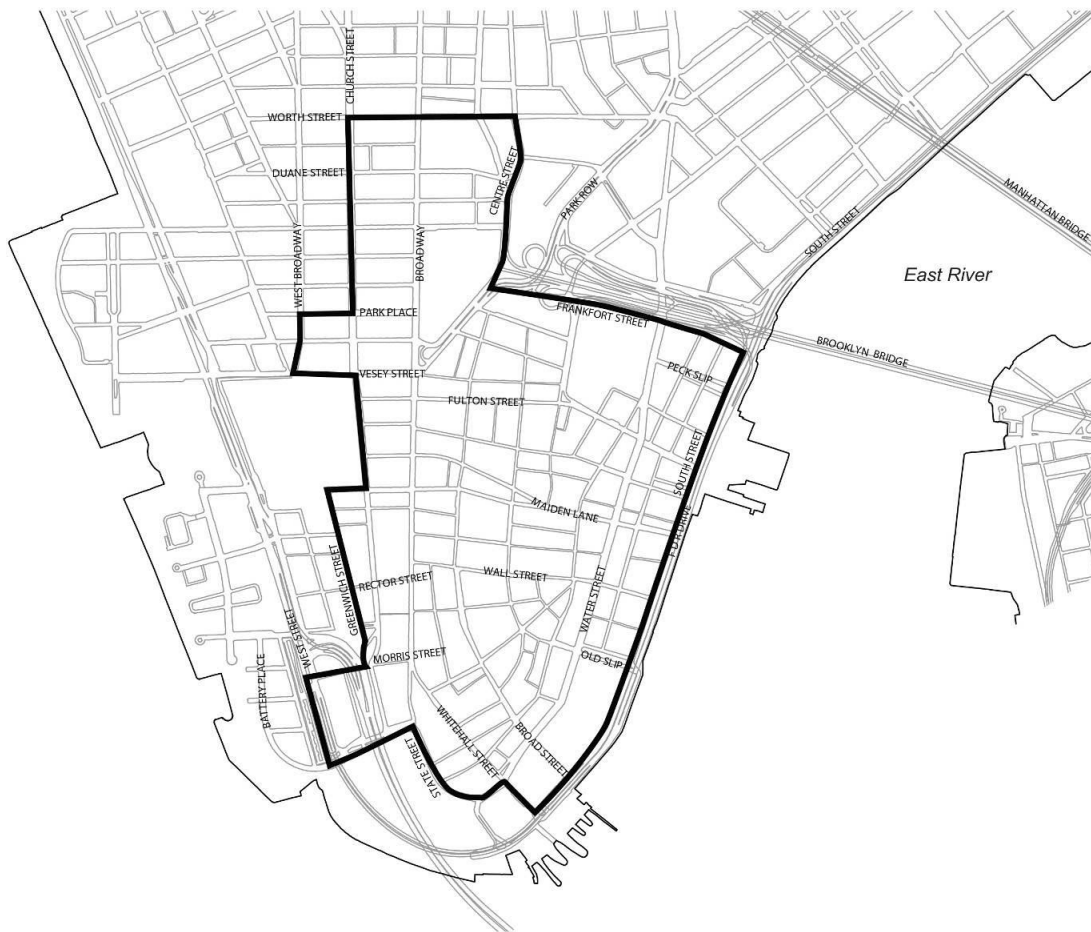 CHURCH STREET
WORTH STREET
DUANE STREET
CENTRE STREET
PARK ROW
MANHATTAN BRIDGE
SOUTH STREET
WEST BROADWAY
BROADWAY
East River
PARK PLACE
FRANKFORT STREET
BROOKLYN BRIDGE
VESEY STREET
PECK SLIP
FULTON STREET
SOUTH STREET
MAIDEN LANE
F D R DRIVE
GREENWICH STREET
RECTOR STREET
WALL STREET
WATER STREET
WEST STREET
MORRIS STREET
OLD SLIP
BATTERY PLACE
WHITEHALL STREET
BROAD STREET
STATE STREET